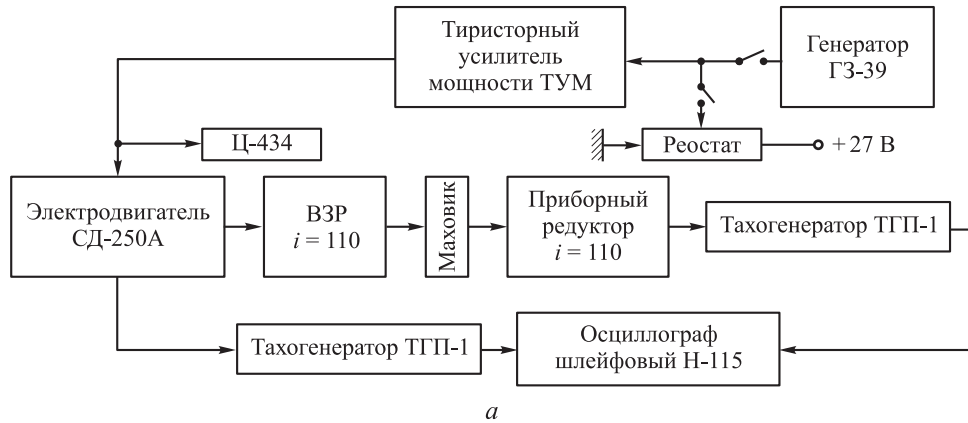 Тиристорный
усилитель
мощности ТУМ
Генератор
ГЗ-39
Ц-434
Реостат
+ 27 В
Электродвигатель
СД-250А
ВЗР
i = 110
Маховик
Приборный
редуктор
i = 110
Тахогенератор ТГП-1
Тахогенератор ТГП-1
Осциллограф
шлейфовый Н-115
а